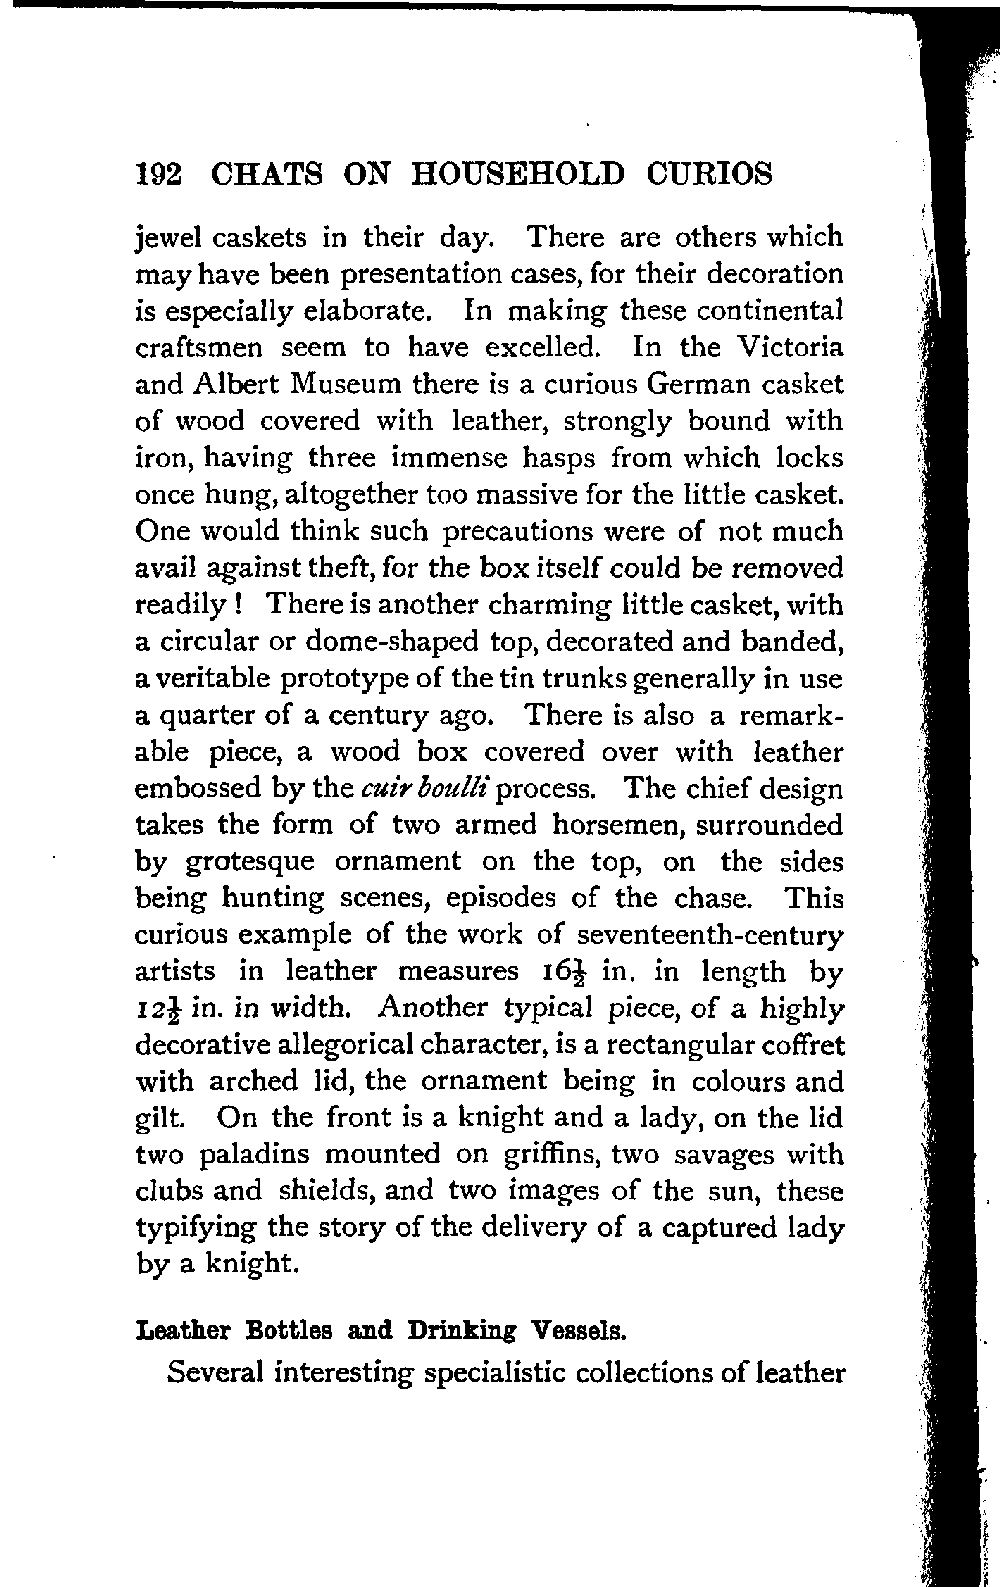 192 CHATS ON HOUSEHOLD CURIOS
jewel caskets in their day. There are others which
may have been presentation cases, for their decoration
is especially elaborate. In making these continental
craftsmen seem to have excelled. In the Victoria
and Albert Museum there is a curious German casket
of wood covered with leather, strongly bound with
iron, having three immense hasps from which locks
once hung, altogether too massive for the little casket.
One would think such precautions were of not much
avail against theft, for the box itself could be removed
readily ! There is another charming little casket, with
a circular or dome-shaped top, decorated and banded,
a veritable prototype of the tin trunks generally in use
a quarter of a century ago. There is also a remark-
able piece, a wood box covered over with leather
embossed by the cuir boulli process. The chief design
takes the form of two armed horsemen, surrounded
by grotesque ornament on the top, on the sides
being hunting scenes, episodes of the chase. This
curious example of the work of seventeenth-century
artists in leather measures 16½ in. in length by
12½ in. in width. Another typical piece, of a highly
decorative allegorical character, is a rectangular coffret
with arched lid, the ornament being in colours and
gilt. On the front is a knight and a lady, on the lid
two paladins mounted on griffins, two savages with
clubs and shields, and two images of the sun, these
typifying the story of the delivery of a captured lady
by a knight.
Leather Bottles and Drinking Vessels.
Several interesting specialistic collections of leather